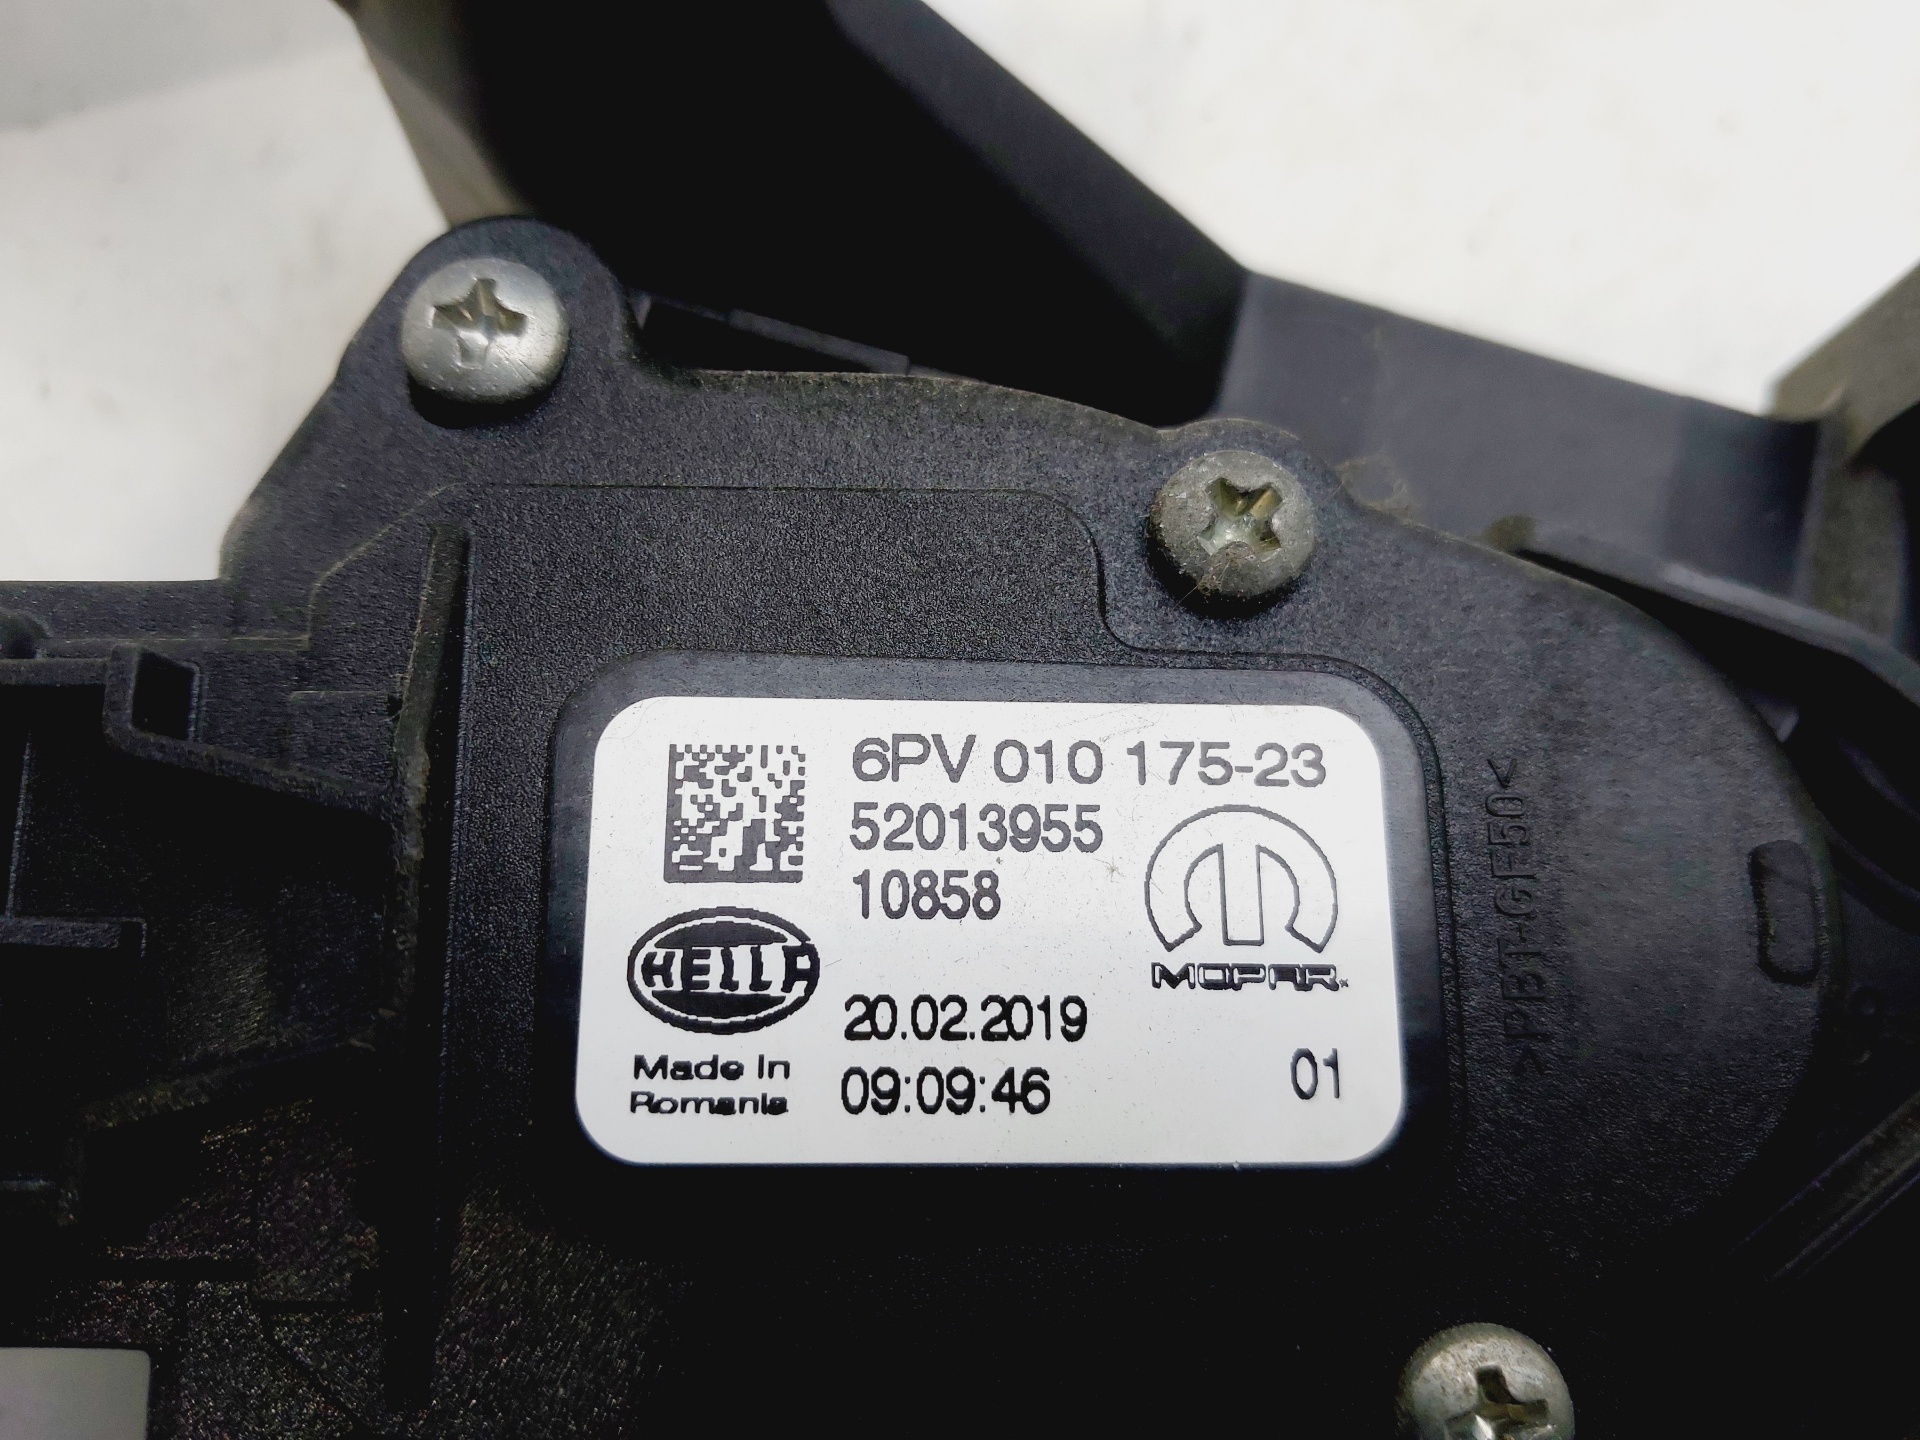 6PV 010 175-23
52013955
10858
MOPAR
HELLA
20.02.2019
Made In
Romania
09:09:46
01
>PBT-GF50<